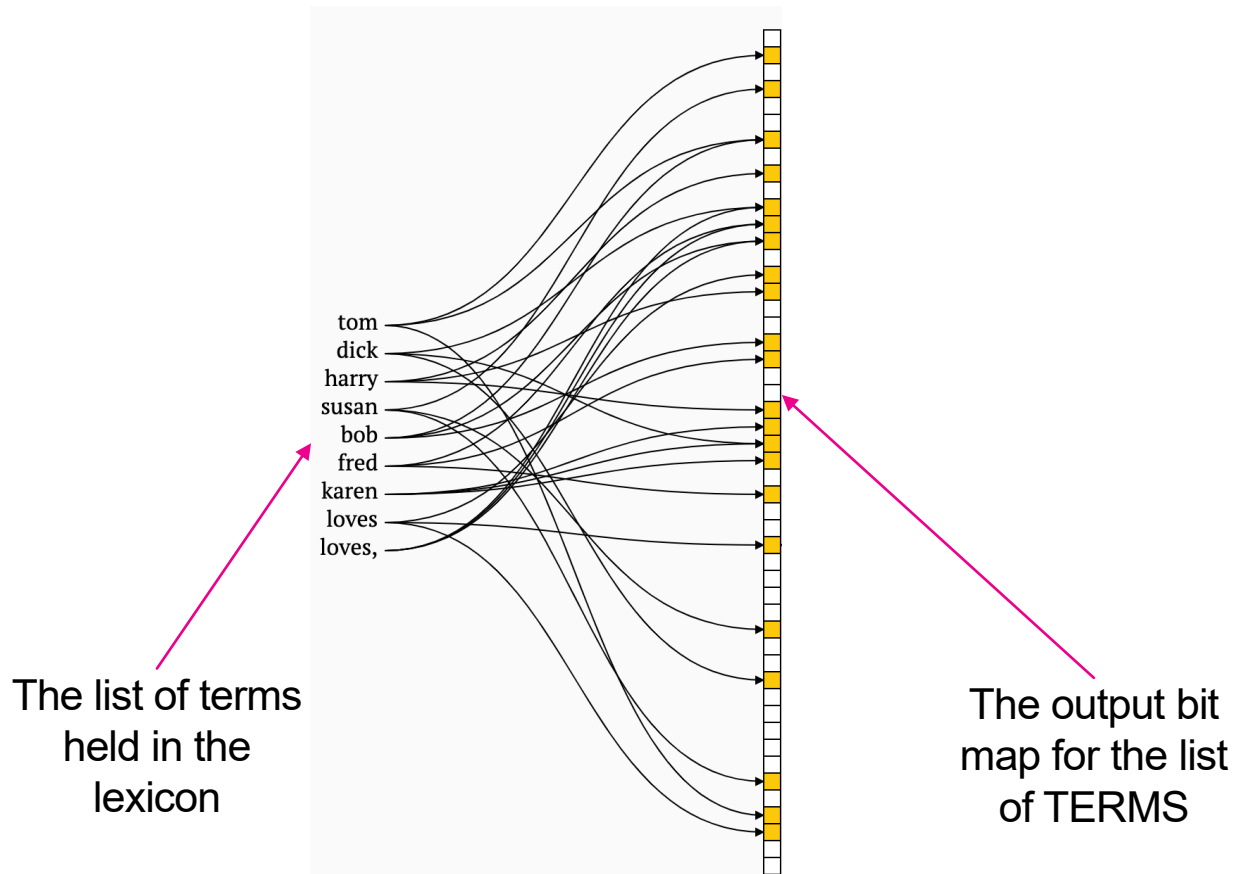 tom
dick
harry
susan
bob
fred
karen
loves
loves,
The list of terms
held in the
lexicon
The output bit
map for the list
of TERMS